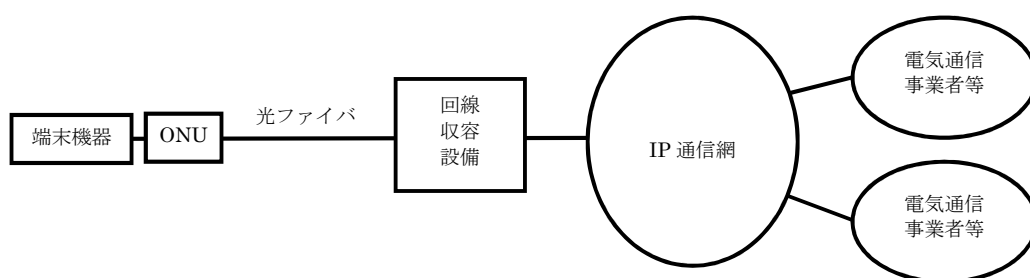 端末機器
ONU
光ファイバ
回線
収容
設備
IP 通信網
電気通信
事業者等
電気通信
事業者等